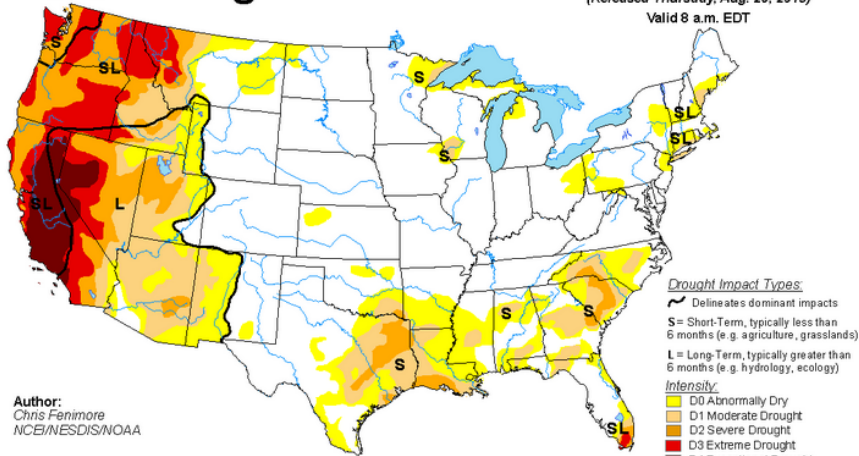 Valid 8 a.m. EDT
S
SL
S
SL
SL
S
SL
L
S
S
S
SL
Drought Impact Types:
Delineates dominant impacts
S = Short-Term, typically less than
6 months (e.g. agriculture, grasslands)
L = Long-Term, typically greater than
6 months (e.g. hydrology, ecology)
Intensity:
D0 Abnormally Dry
D1 Moderate Drought
D2 Severe Drought
D3 Extreme Drought
Author:
Chris Fenimore
NCEI/NESDIS/NOAA